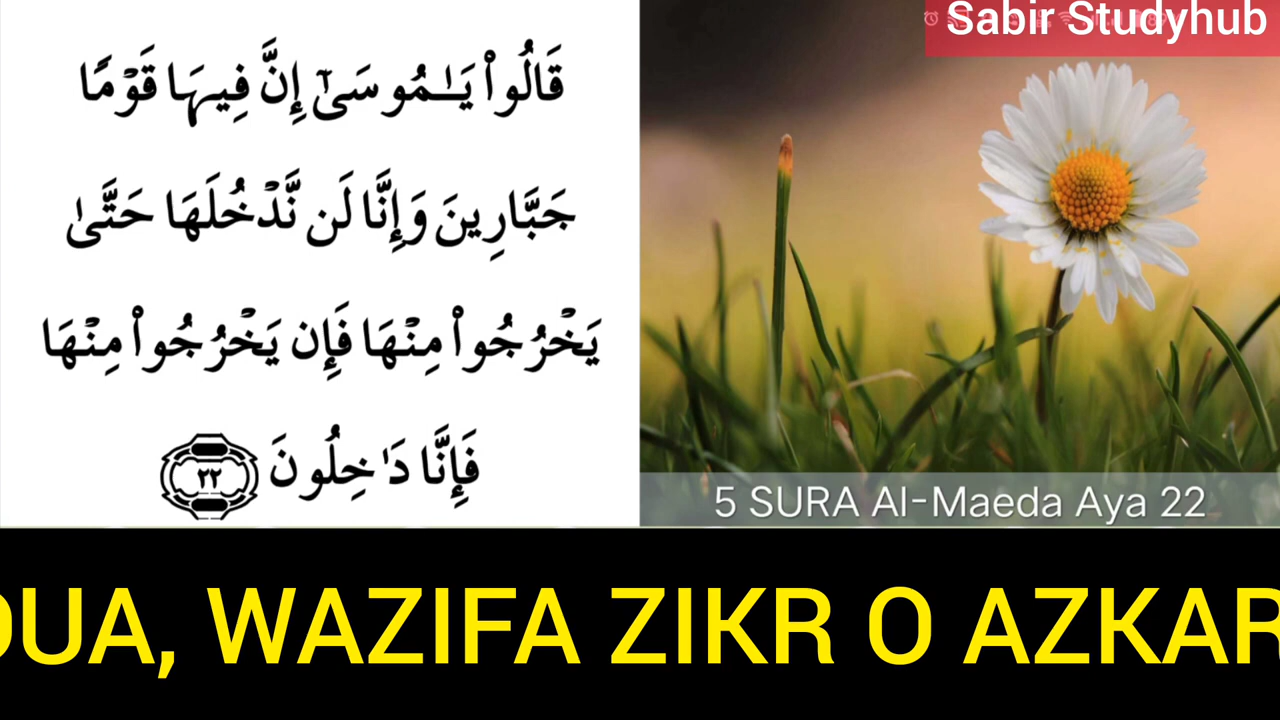 قَالُوا۟ يَـٰمُوسَىٰٓ إِنَّ فِيهَا قَوْمًا
جَبَّارِينَ وَإِنَّا لَن نَّدْخُلَهَا حَتَّىٰ
يَخْرُجُوا۟ مِنْهَا فَإِن يَخْرُجُوا۟ مِنْهَا
فَإِنَّا دَٰخِلُونَ ٢٢
Sabir Studyhub
5 SURA Al-Maeda Aya 22
DUA, WAZIFA ZIKR O AZKAR